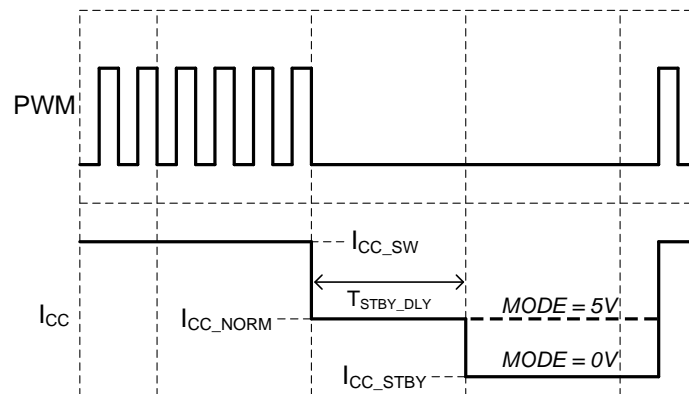 PWM
I_CC_SW
T_STBY_DLY
I_CC
I_CC_NORM
MODE = 5V
MODE = 0V
I_CC_STBY